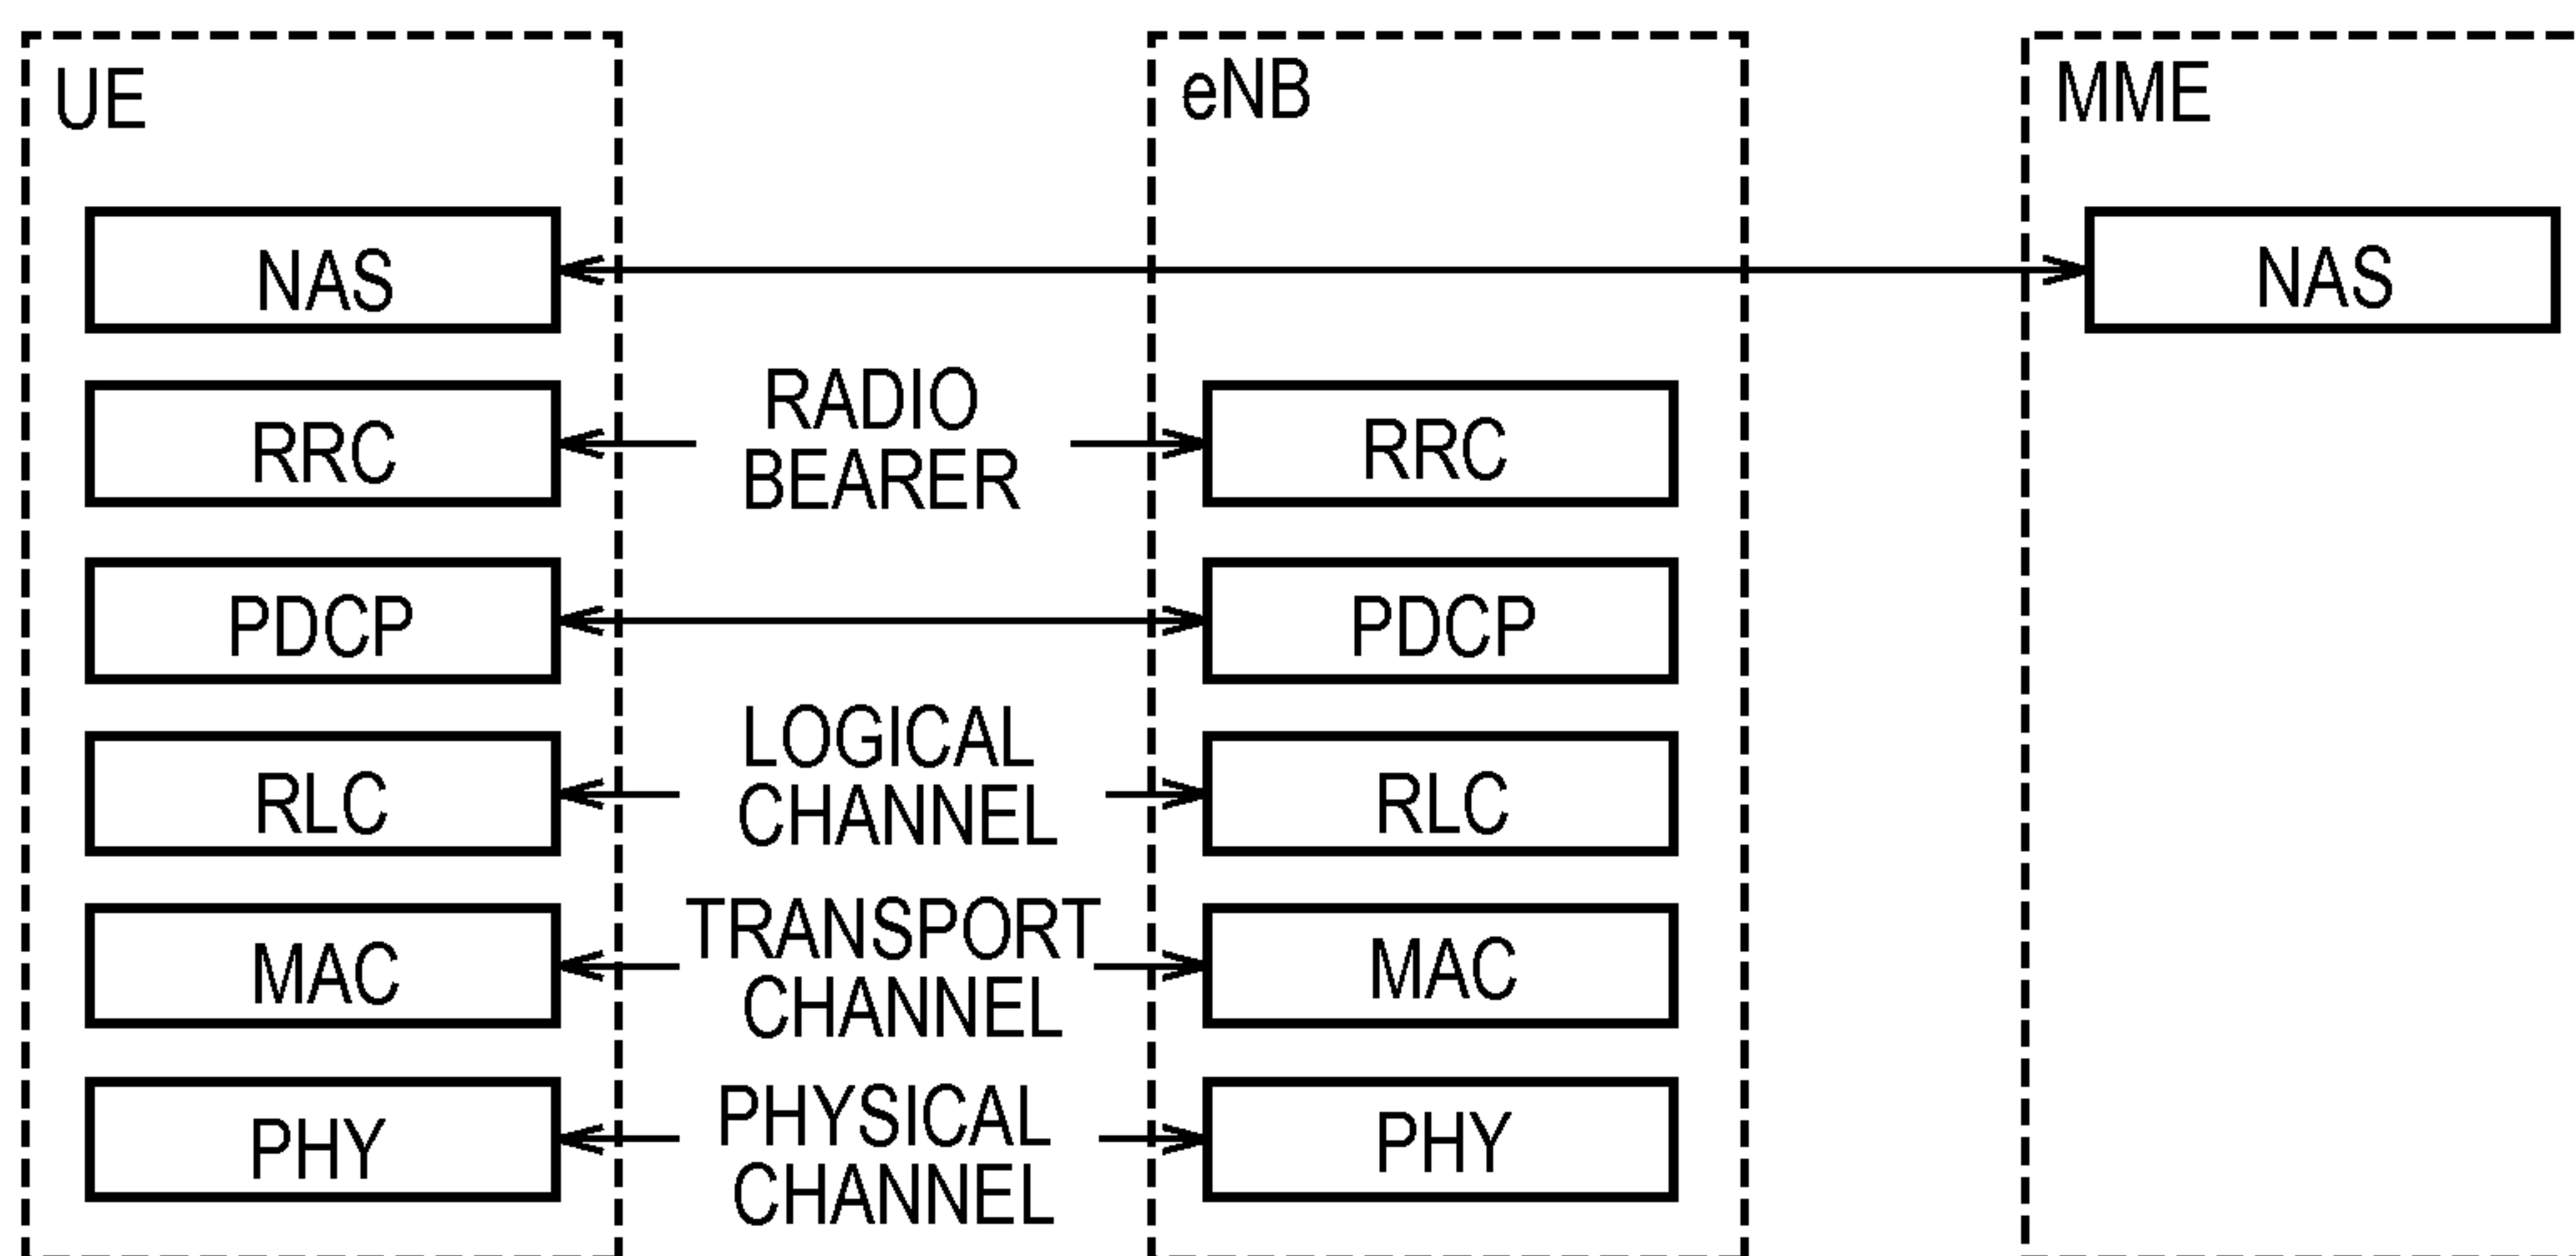 UE
eNB
MME
NAS
NAS
RRC
RADIO
BEARER
RRC
PDCP
PDCP
RLC
LOGICAL
CHANNEL
RLC
MAC
TRANSPORT
CHANNEL
MAC
PHY
PHYSICAL
CHANNEL
PHY